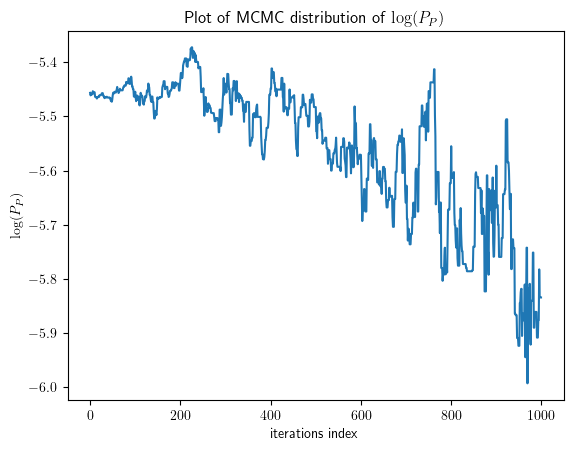 Plot of MCMC distribution of log(P_P)
−5.4
−5.5
−5.6
−5.7
−5.8
−5.9
−6.0
log(P_P)
0 200 400 600 800 1000
iterations index